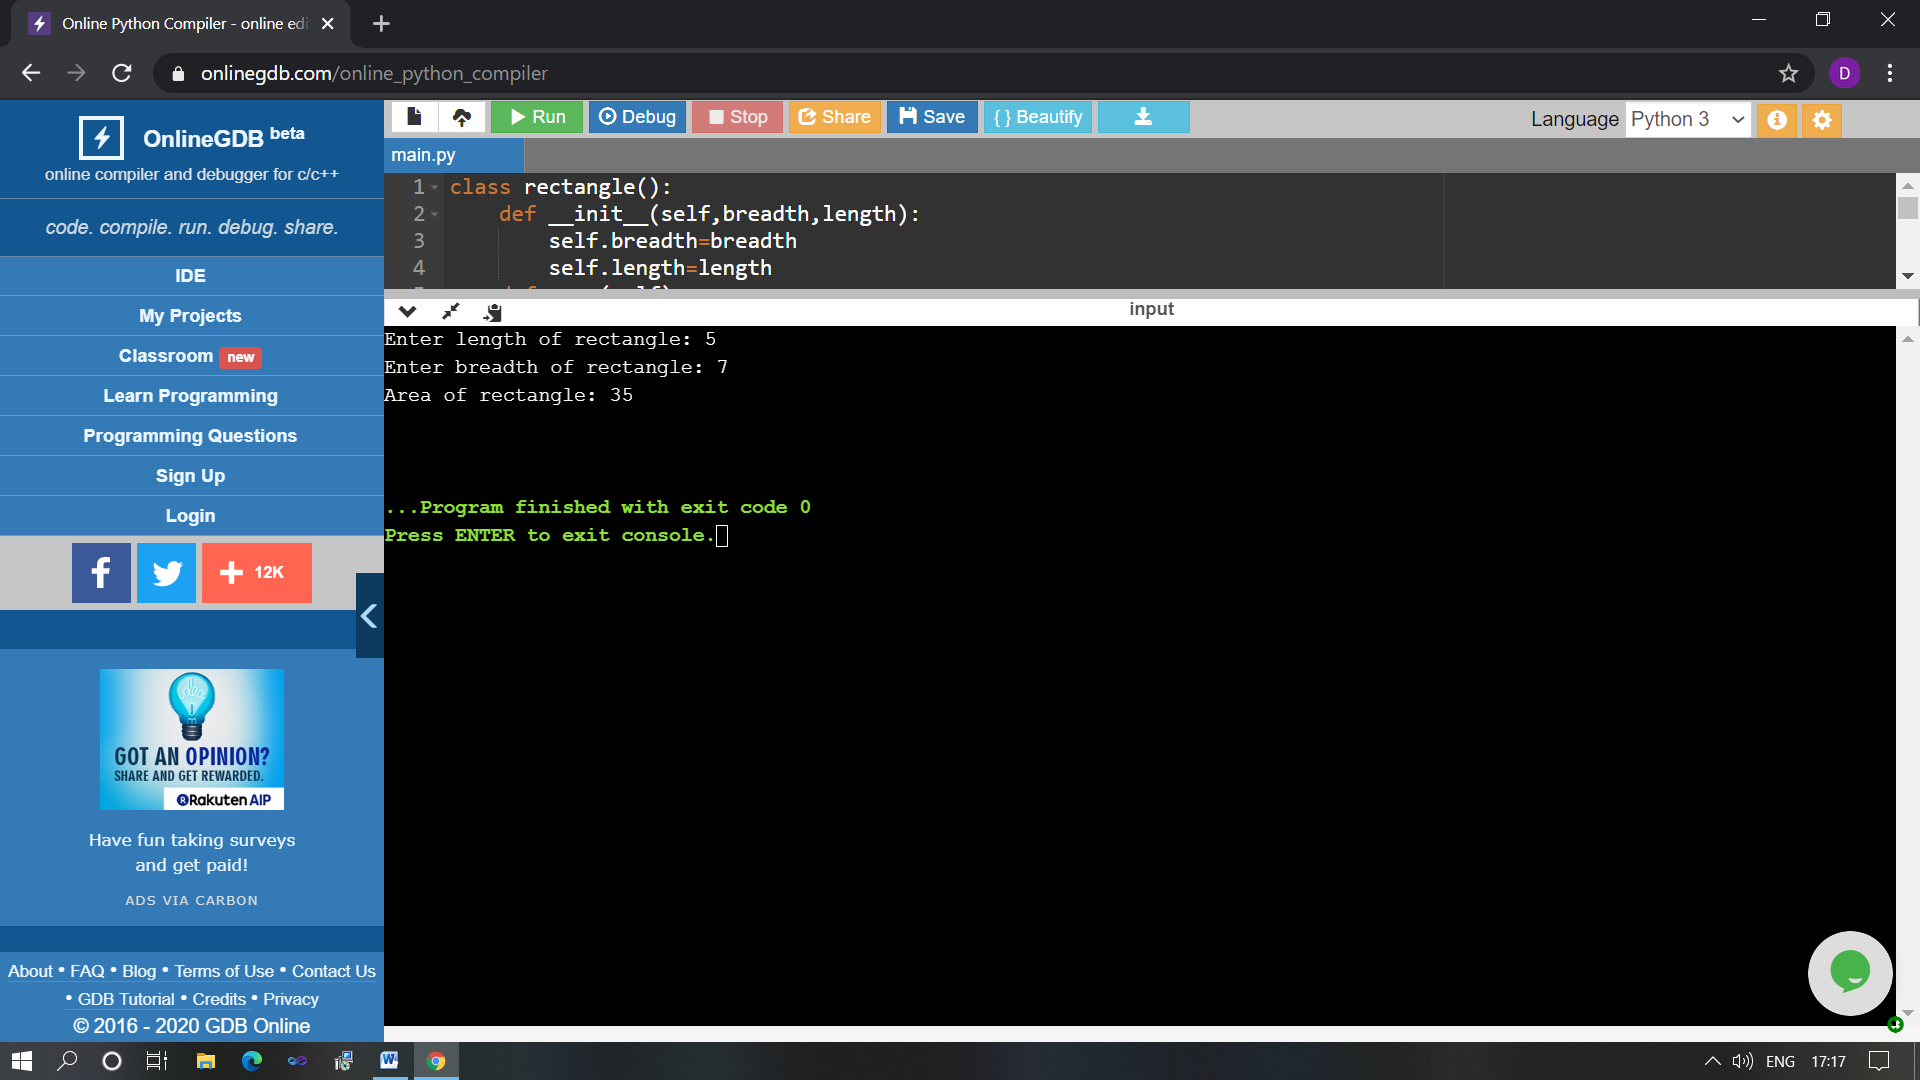 Online Python Compiler - online edi
onlinegdb.com/online_python_compiler
D
OnlineGDB beta
online compiler and debugger for c/c++
code. compile. run. debug. share.
IDE
My Projects
Classroom new
Learn Programming
Programming Questions
Sign Up
Login
12K
idea
GOT AN OPINION?
SHARE AND GET REWARDED.
Rakuten AIP
Have fun taking surveys
and get paid!
ADS VIA CARBON
About • FAQ • Blog • Terms of Use • Contact Us
• GDB Tutorial • Credits • Privacy
© 2016 - 2020 GDB Online
Run Debug Stop Share Save { } Beautify
Language Python 3
main.py
1 class rectangle():
2 def __init__(self,breadth,length):
3 self.breadth=breadth
4 self.length=length
input
Enter length of rectangle: 5
Enter breadth of rectangle: 7
Area of rectangle: 35
...Program finished with exit code 0
Press ENTER to exit console.
ENG 17:17